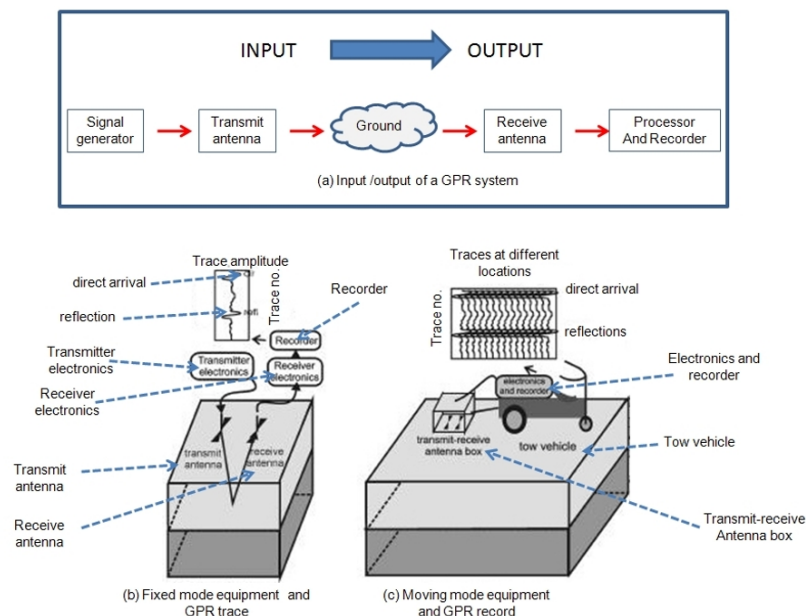 INPUT OUTPUT
Signal
generator
Transmit
antenna
Ground
Receive
antenna
Processor
And Recorder
(a) Input /output of a GPR system
Trace amplitude
direct arrival
reflection
Trace no.
Recorder
Recorder
Transmitter
electronics
Transmitter
electronics
Receiver
electronics
Receiver
electronics
transmit
antenna
receive
antenna
Transmit
antenna
Receive
antenna
(b) Fixed mode equipment and
GPR trace
Traces at different
locations
Trace no.
direct arrival
reflections
Electronics and
recorder
electronics
and recorder
transmit-receive
antenna box
tow vehicle
Tow vehicle
Transmit-receive
Antenna box
(c) Moving mode equipment
and GPR record